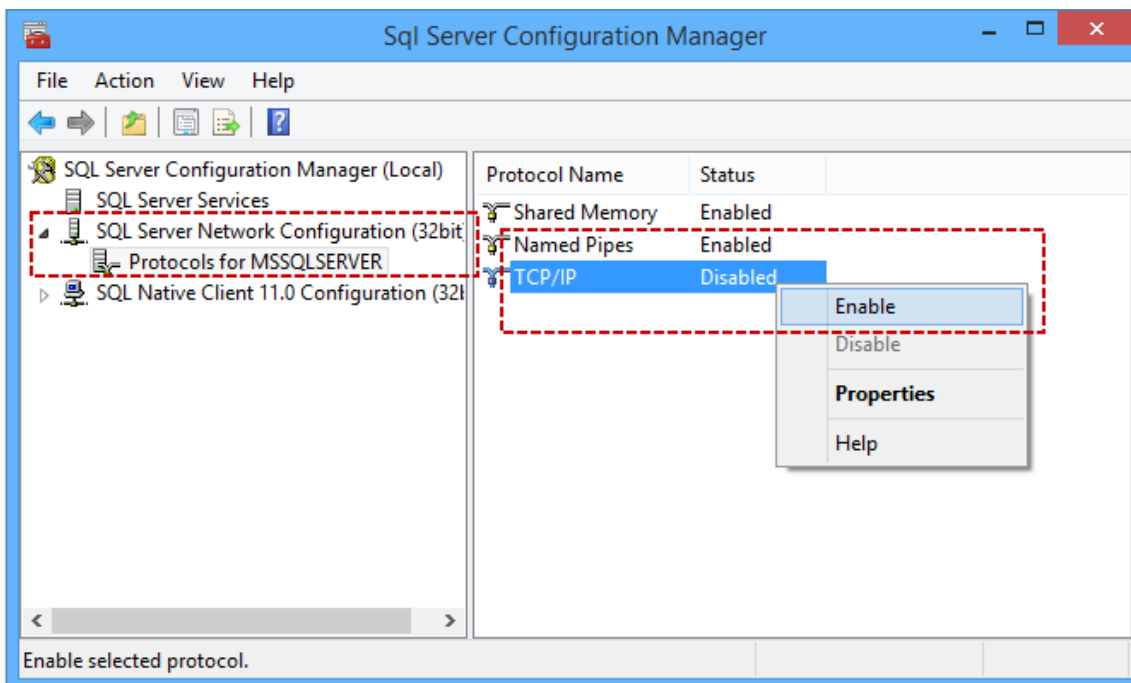 Sql Server Configuration Manager
File Action View Help
SQL Server Configuration Manager (Local)
SQL Server Services
SQL Server Network Configuration (32bit
Protocols for MSSQLSERVER
SQL Native Client 11.0 Configuration (32
Protocol Name Status
Shared Memory Enabled
Named Pipes Enabled
TCP/IP Disabled
Enable
Disable
Properties
Help
Enable selected protocol.